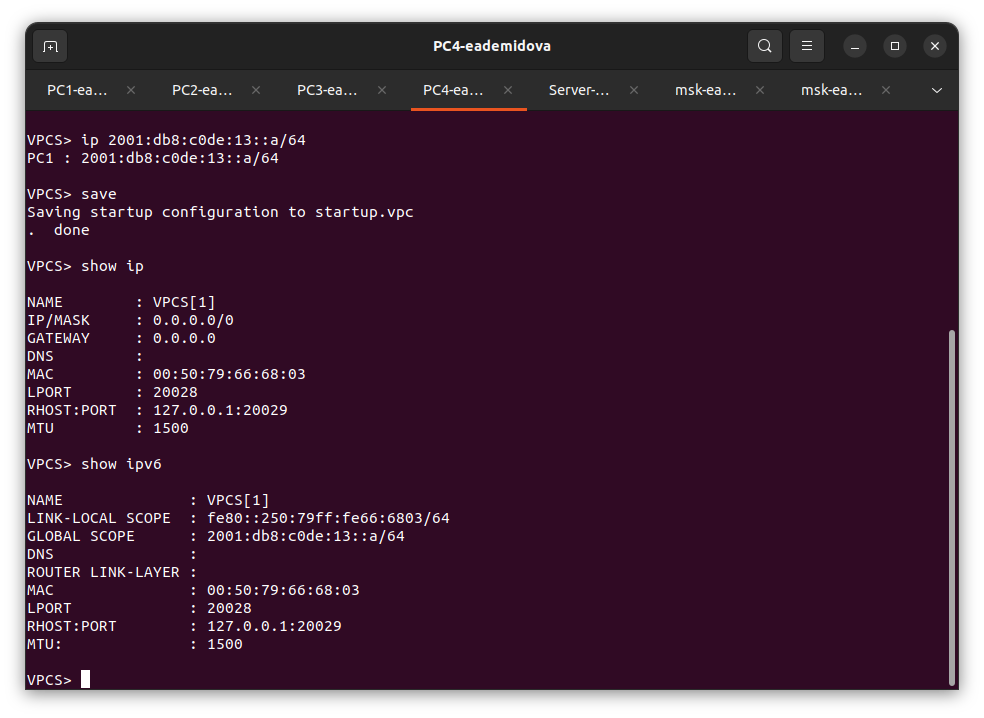 PC4-eademidova
PC1-ea… PC2-ea… PC3-ea… PC4-ea… Server-… msk-ea… msk-ea…
VPCS> ip 2001:db8:c0de:13::a/64
PC1 : 2001:db8:c0de:13::a/64
VPCS> save
Saving startup configuration to startup.vpc
.  done
VPCS> show ip
NAME        : VPCS[1]
IP/MASK     : 0.0.0.0/0
GATEWAY     : 0.0.0.0
DNS         :
MAC         : 00:50:79:66:68:03
LPORT       : 20028
RHOST:PORT  : 127.0.0.1:20029
MTU         : 1500
VPCS> show ipv6
NAME              : VPCS[1]
LINK-LOCAL SCOPE  : fe80::250:79ff:fe66:6803/64
GLOBAL SCOPE      : 2001:db8:c0de:13::a/64
DNS               :
ROUTER LINK-LAYER :
MAC               : 00:50:79:66:68:03
LPORT             : 20028
RHOST:PORT        : 127.0.0.1:20029
MTU:              : 1500
VPCS>